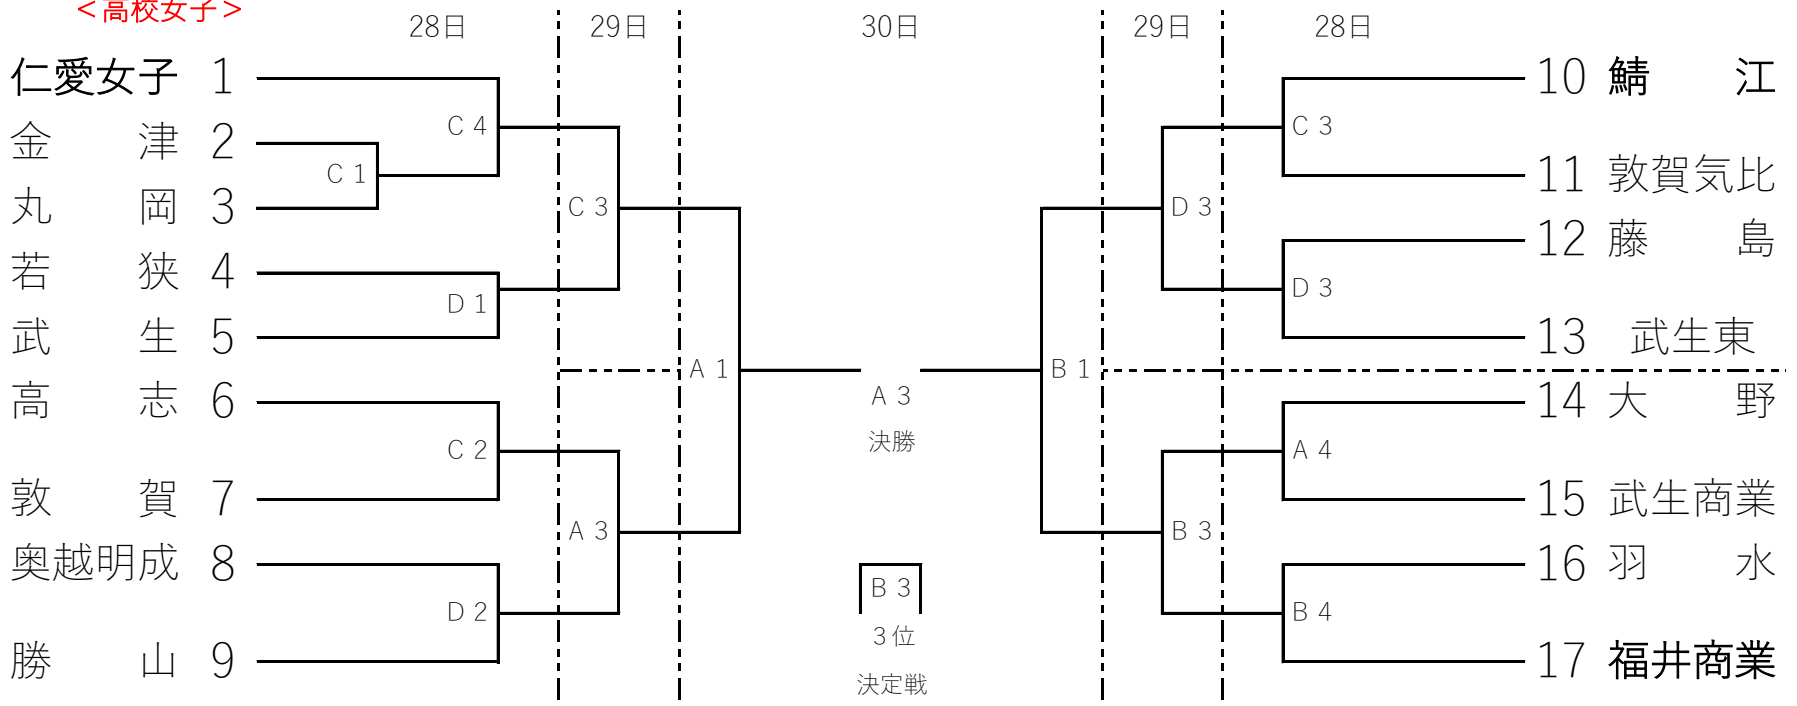 ＜高校女子＞
28日 29日 30日 29日 28日
仁愛女子 1
金 津 2
丸 岡 3
若 狭 4
武 生 5
高 志 6
敦 賀 7
奥越明成 8
勝 山 9
C 4
C 1
D 1
C 2
D 2
C 3
A 3
A 1
A 3
決勝
B 3
3位
決定戦
B 1
D 3
B 3
C 3
D 3
A 4
B 4
10 鯖 江
11 敦賀気比
12 藤 島
13 武生東
14 大 野
15 武生商業
16 羽 水
17 福井商業